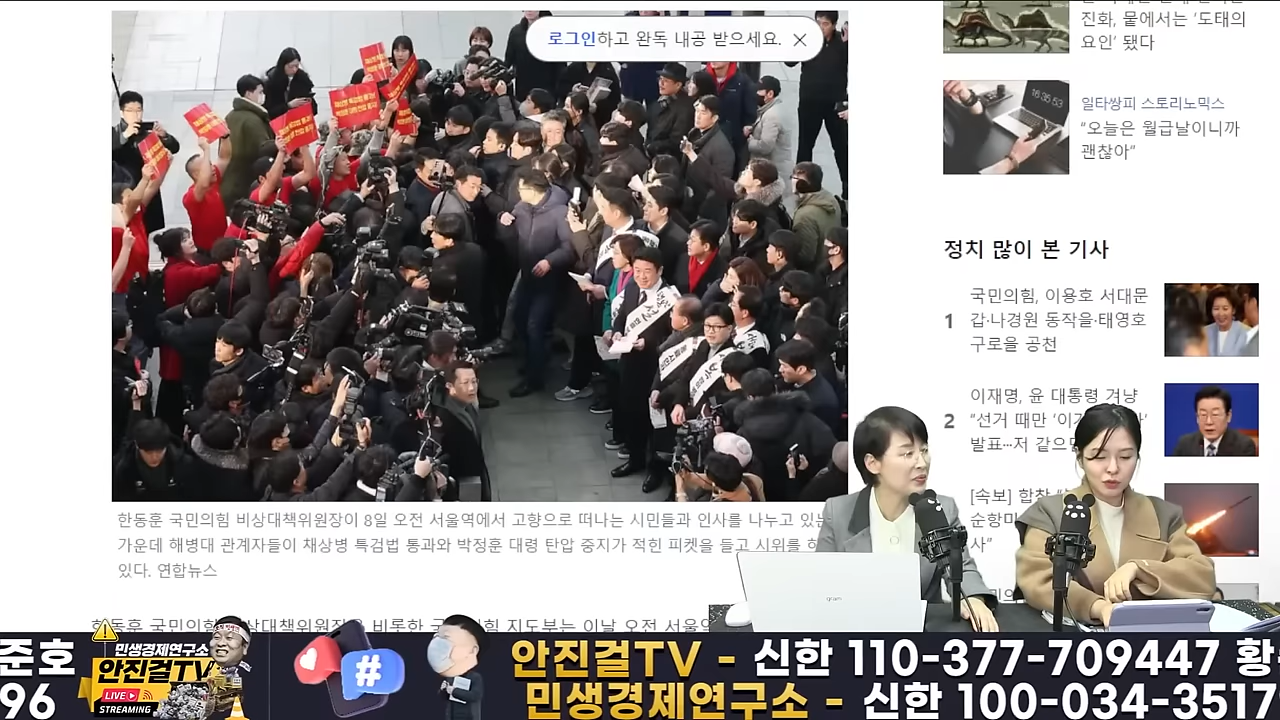 로그인하고 완독 내공 받으세요. ×
진화, 뭍에서는 '도태의
요인' 됐다
일타쌍피 스토리노믹스
"오늘은 월급날이니까
괜찮아"
정치 많이 본 기사
1 국민의힘, 이용호 서대문
갑·나경원 동작을·태영호
구로을 공천
2 이재명, 윤 대통령 겨냥
"선거 때만
발표…저
[속보] 합참
순항미
사"
한동훈 국민의힘 비상대책위원장이 9일 오전 서울역에서 고향으로 떠나는 시민들과 인사를 나누고 있는
가운데 해병대 관계자들이 채상병 특검법 통과와 박정훈 대령 탄압 중지가 적힌 피켓을 들고 시위를 하
있다. 연합뉴스
gram
준호
96
민생경제연구소
안진걸TV
LIVE
STREAMING
#
안진걸TV - 신한 110-377-709447 황
민생경제연구소 - 신한 100-034-3517